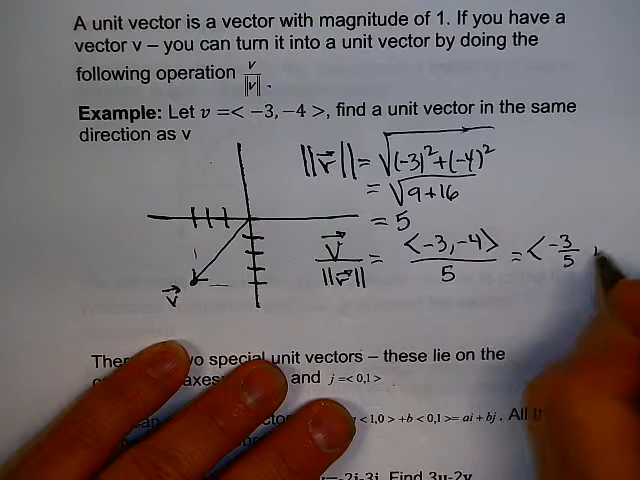 A unit vector is a vector with magnitude of 1. If you have a
vector v – you can turn it into a unit vector by doing the
following operation v/‖v‖.
Example: Let v =< −3,−4 >, find a unit vector in the same
direction as v
||v⃗|| = √((-3)²+(-4)²)
= √(9+16)
= 5
v⃗/||v⃗|| = <-3,-4>/5 = <-3/5
v⃗
special unit vectors – these lie on the
and j =< 0,1 >
< 1,0 > +b < 0,1 >= ai + bj . All
-2i-3j. Find 3u-2v